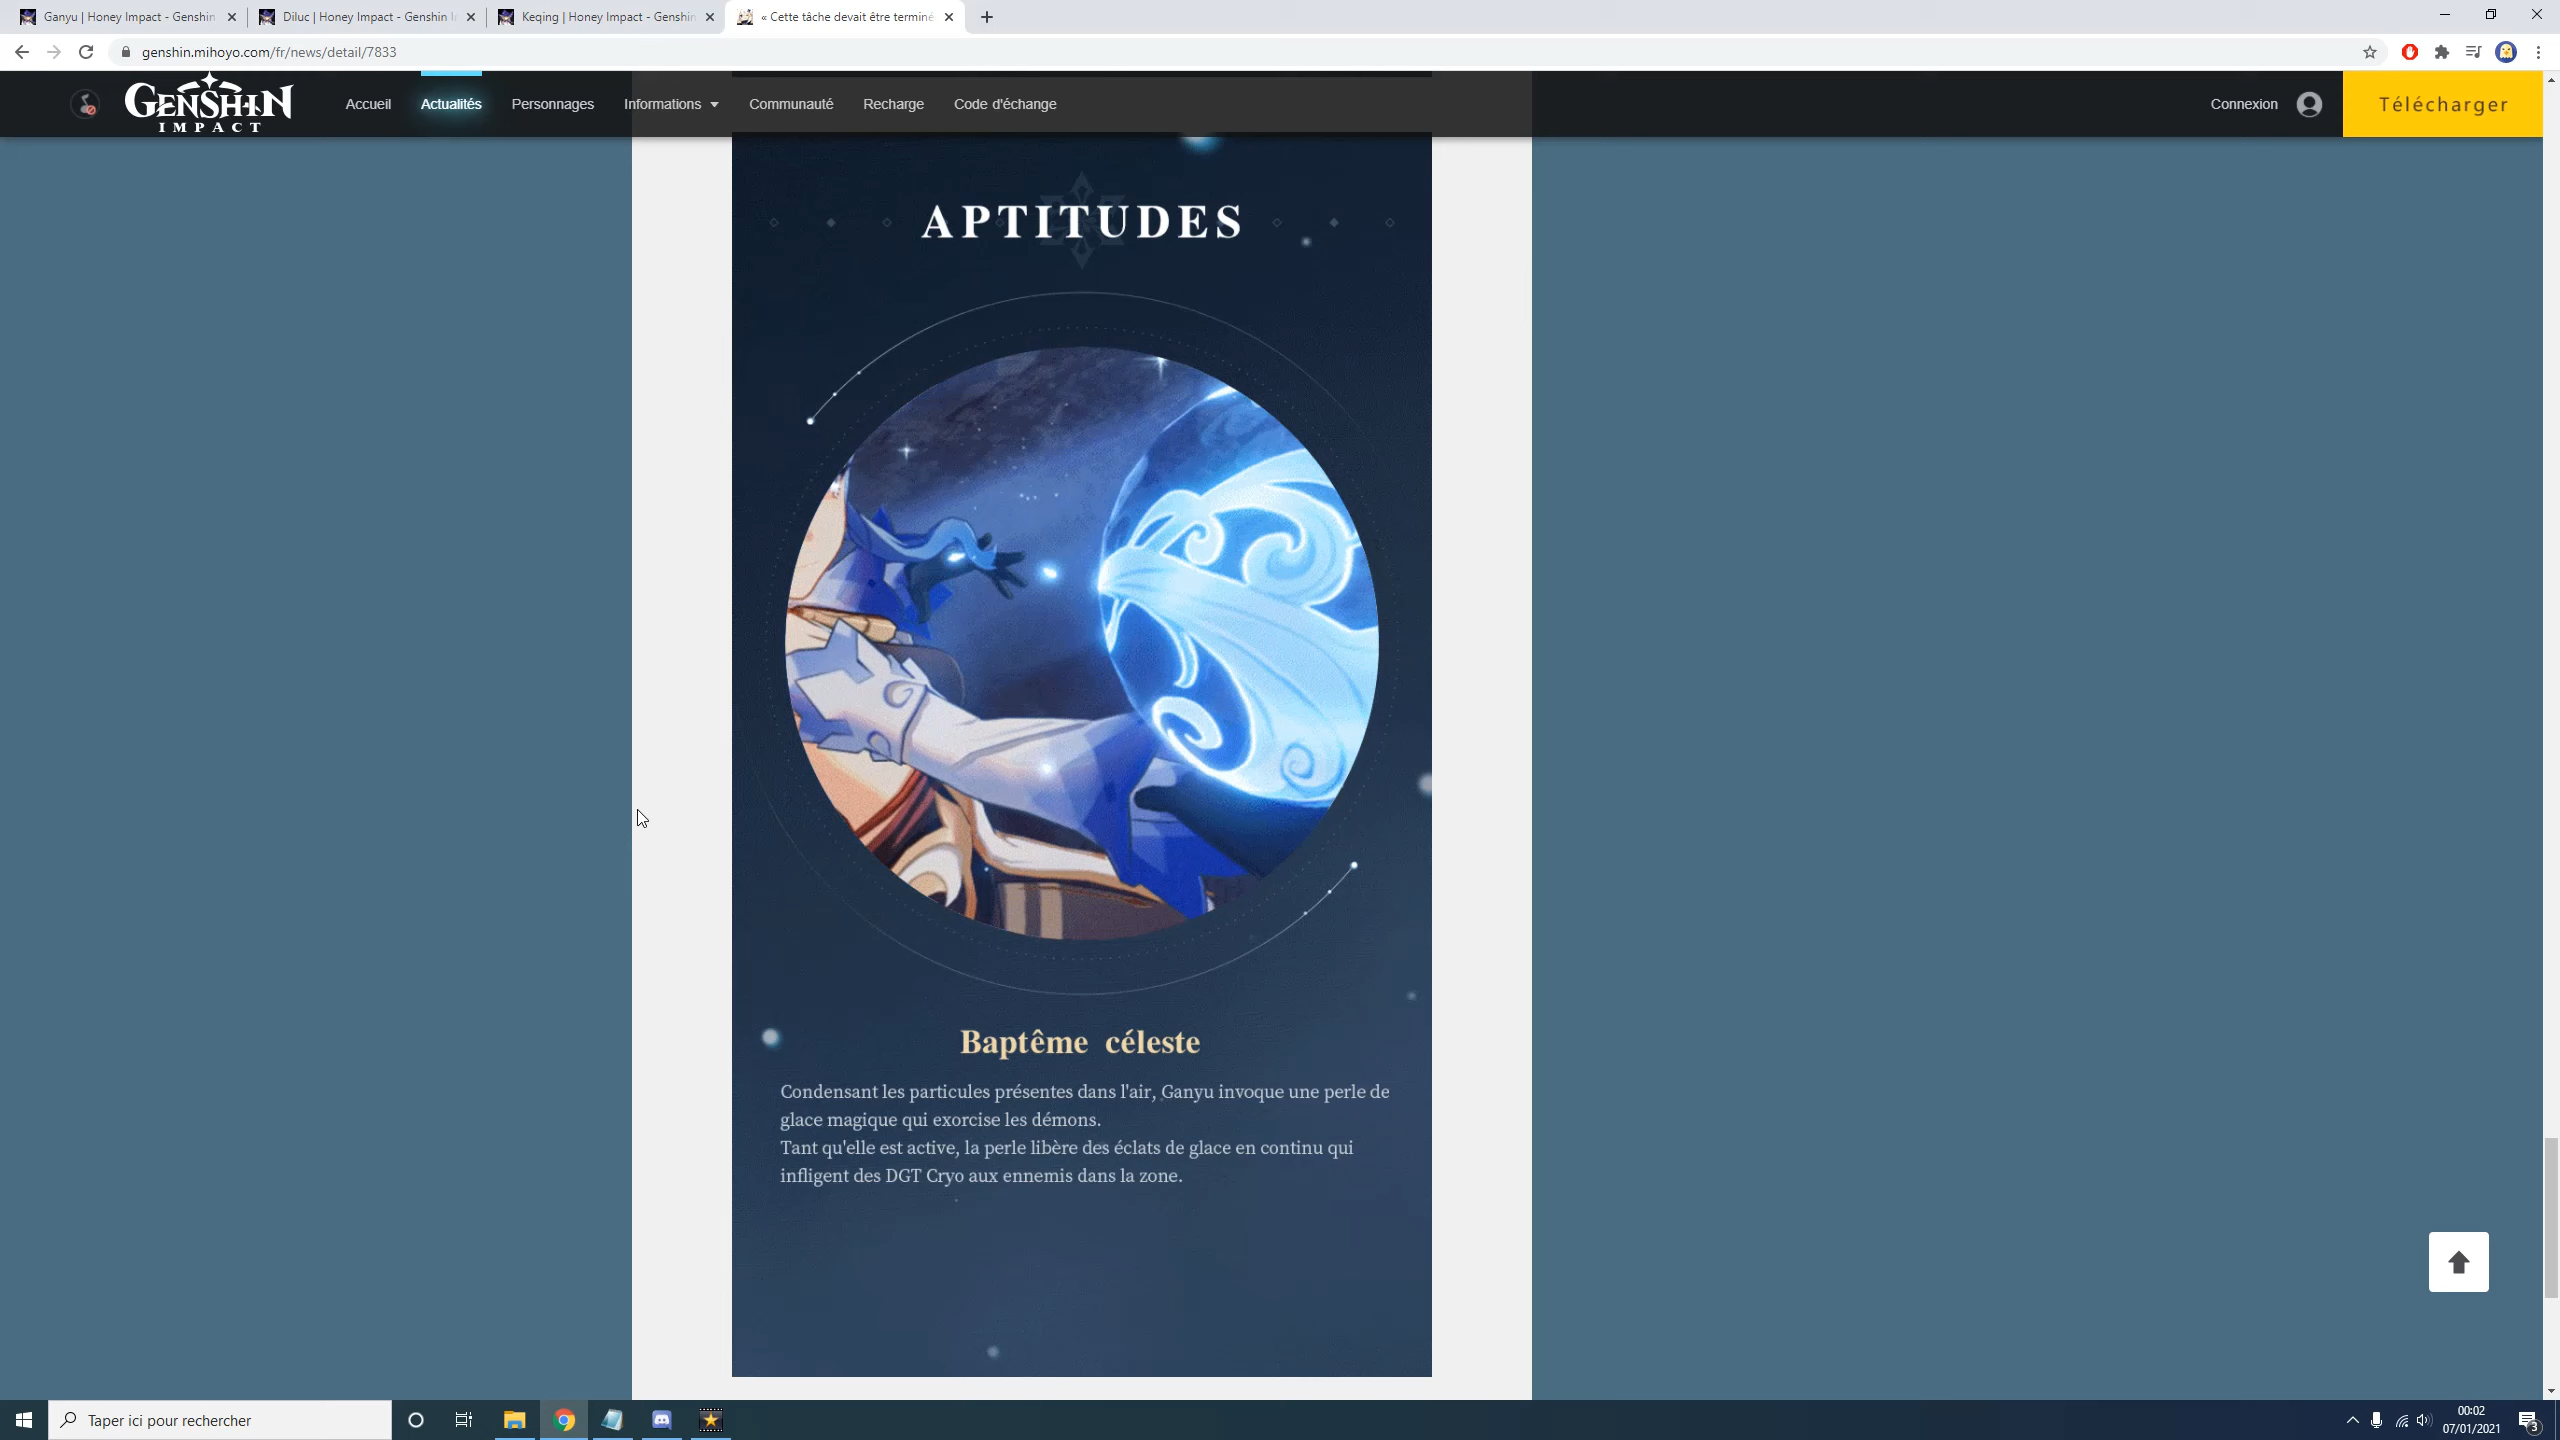 Ganyu | Honey Impact - Genshin
Diluc | Honey Impact - Genshin I
Keqing | Honey Impact - Genshin
« Cette tâche devait être terminé
genshin.mihoyo.com/fr/news/detail/7833
GENSHIN
IMPACT
Accueil
Actualités
Personnages
Informations
Communauté
Recharge
Code d'échange
Connexion
Télécharger
APTITUDES
Baptême céleste
Condensant les particules présentes dans l'air, Ganyu invoque une perle de
glace magique qui exorcise les démons.
Tant qu'elle est active, la perle libère des éclats de glace en continu qui
infligent des DGT Cryo aux ennemis dans la zone.
Taper ici pour rechercher
00:02
07/01/2021
3